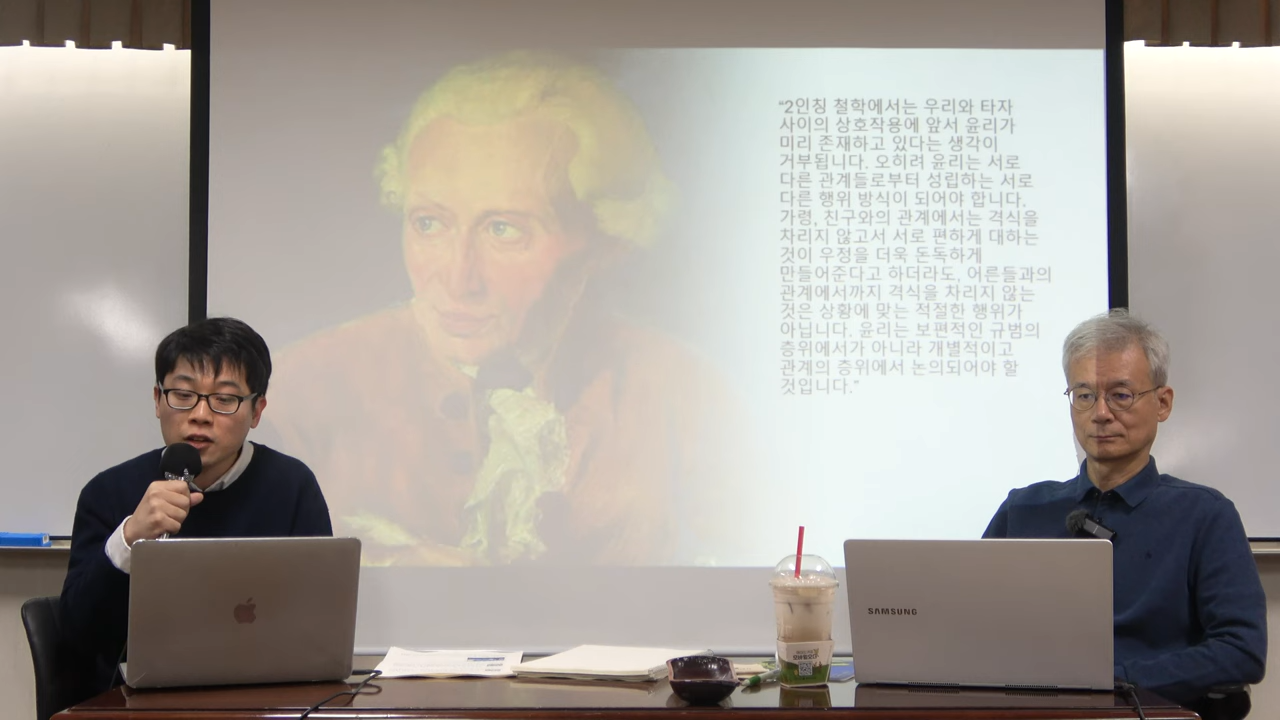 “2인칭 철학에서는 우리와 타자
사이의 상호작용에 앞서 윤리가
미리 존재하고 있다는 생각이
거부됩니다. 오히려 윤리는 서로
다른 관계들로부터 성립하는 서로
다른 행위 방식이 되어야 합니다.
가령, 친구와의 관계에서는 격식을
차리지 않고서 서로 편하게 대하는
것이 우정을 더욱 돈독하게
만들어준다고 하더라도, 어른들과의
관계에서까지 격식을 차리지 않는
것은 상황에 맞는 적절한 행위가
아닙니다. 윤리는 보편적인 규범의
층위에서가 아니라 개별적이고
관계의 층위에서 논의되어야 할
것입니다.”
SAMSUNG